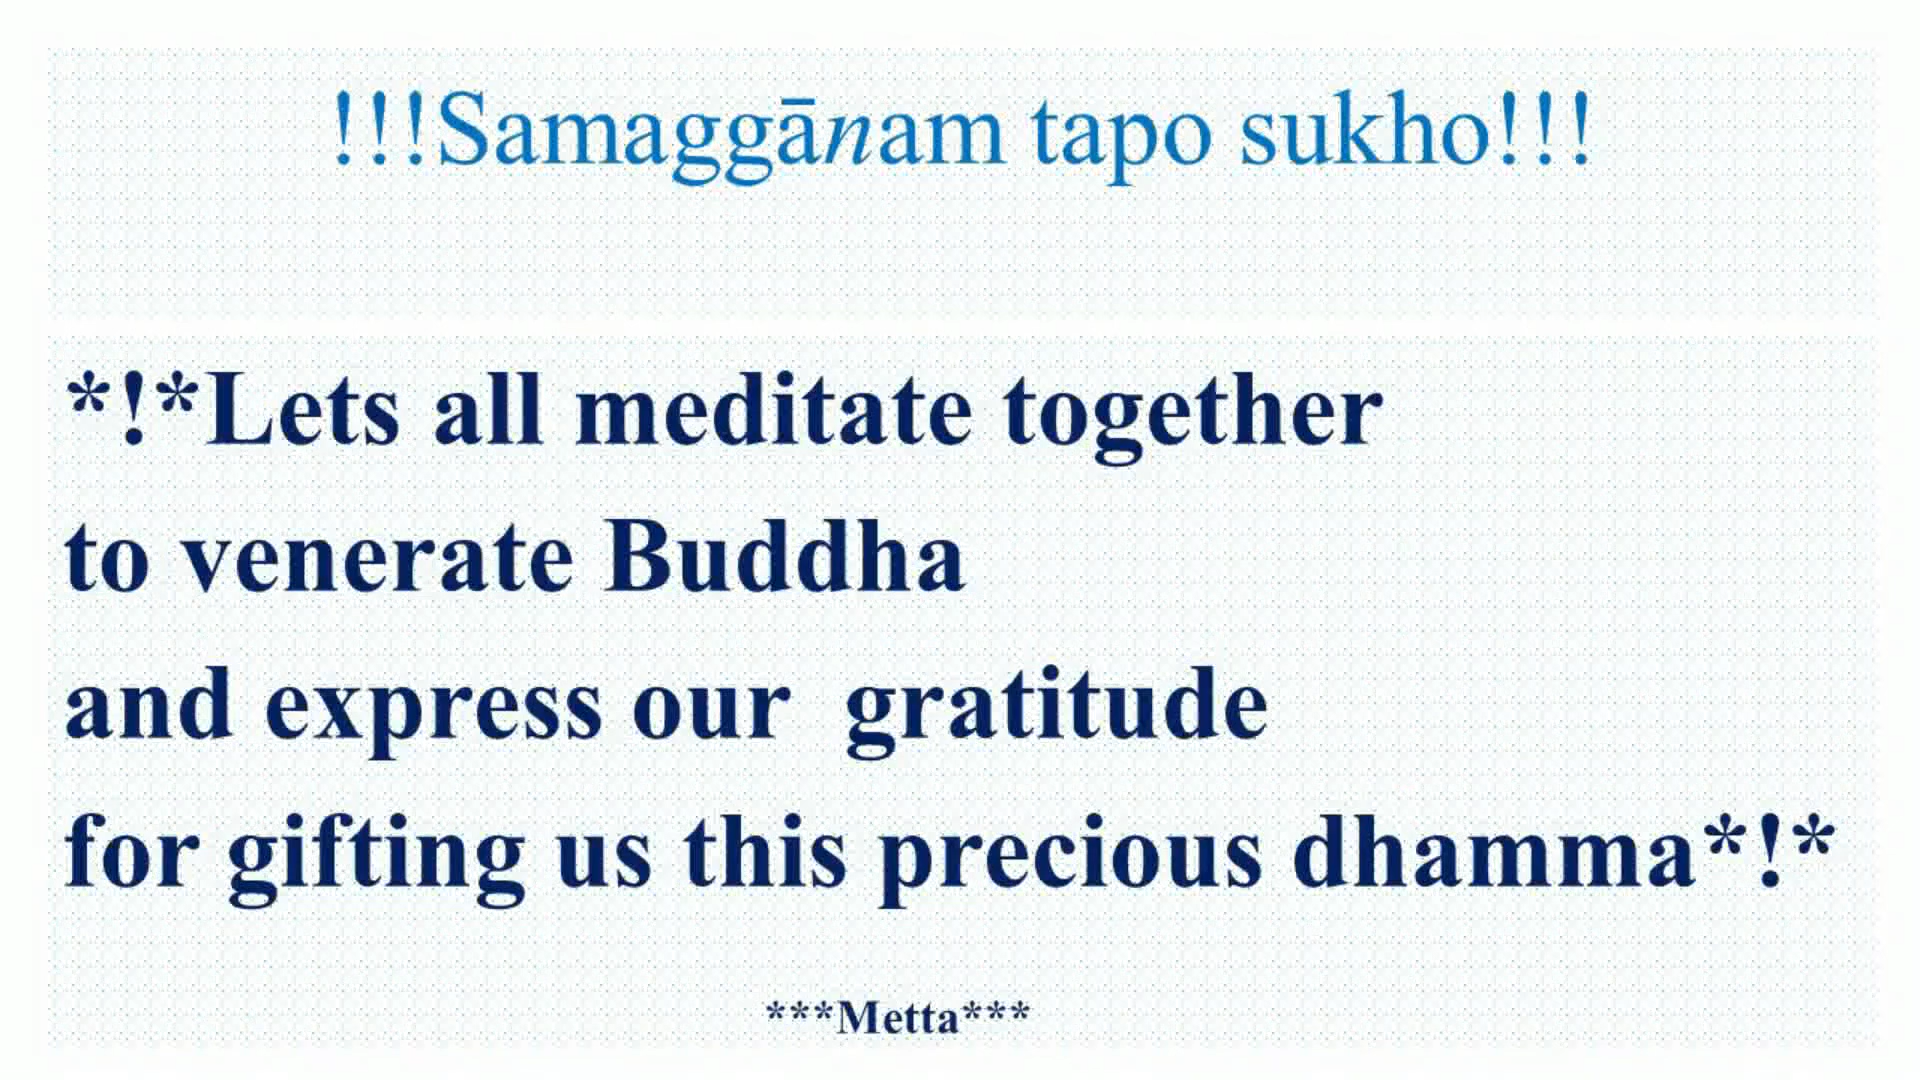 !!!Samaggānam tapo sukho!!!
*!*Lets all meditate together
to venerate Buddha
and express our  gratitude
for gifting us this precious dhamma*!*
***Metta***